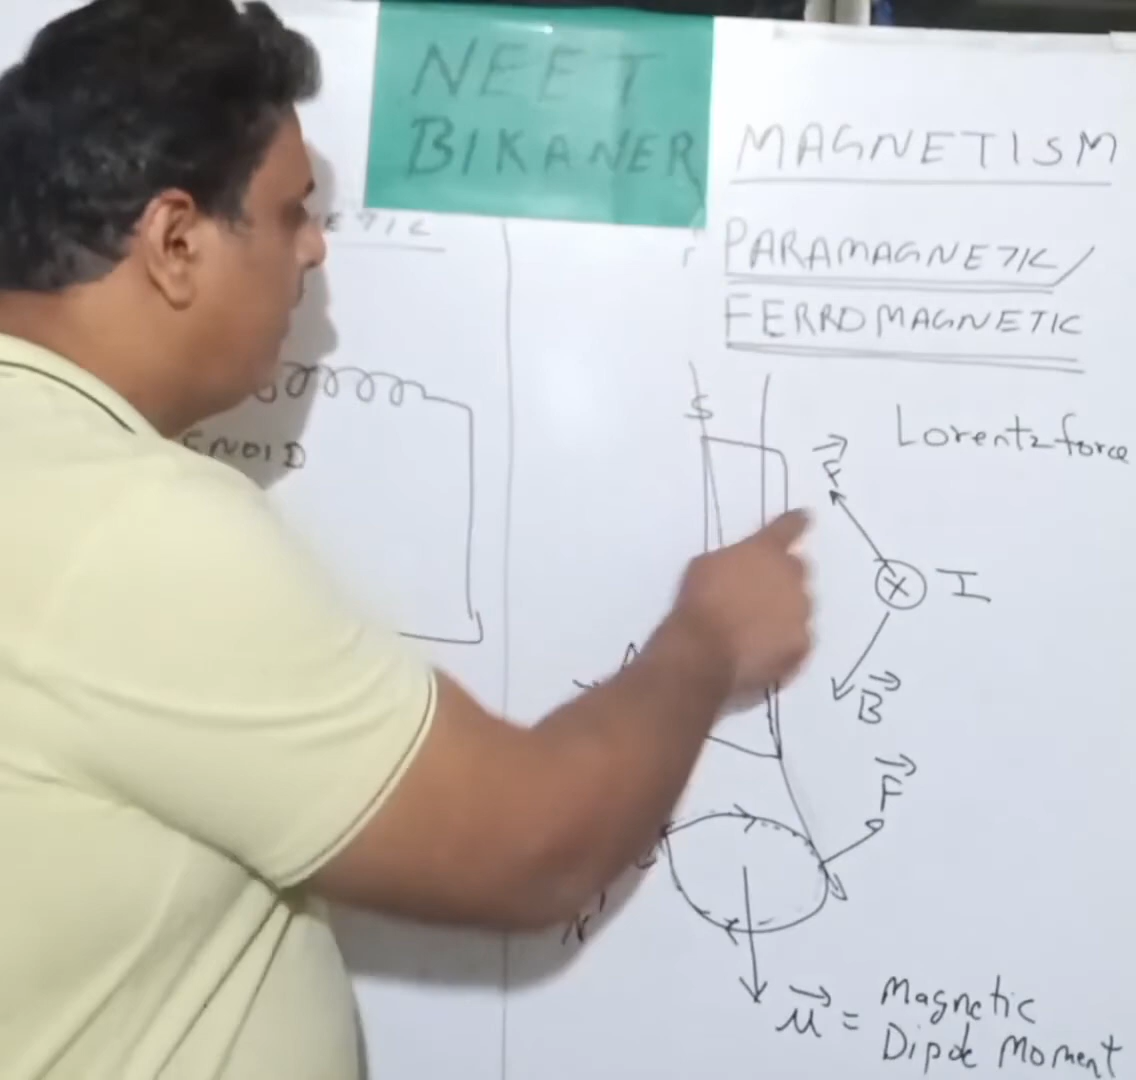 NEET
BIKANER
MAGNETISM
PARAMAGNETIC/
FERROMAGNETIC
S
F
Lorentz force
I
B
F
μ = Magnetic
Dipole Moment